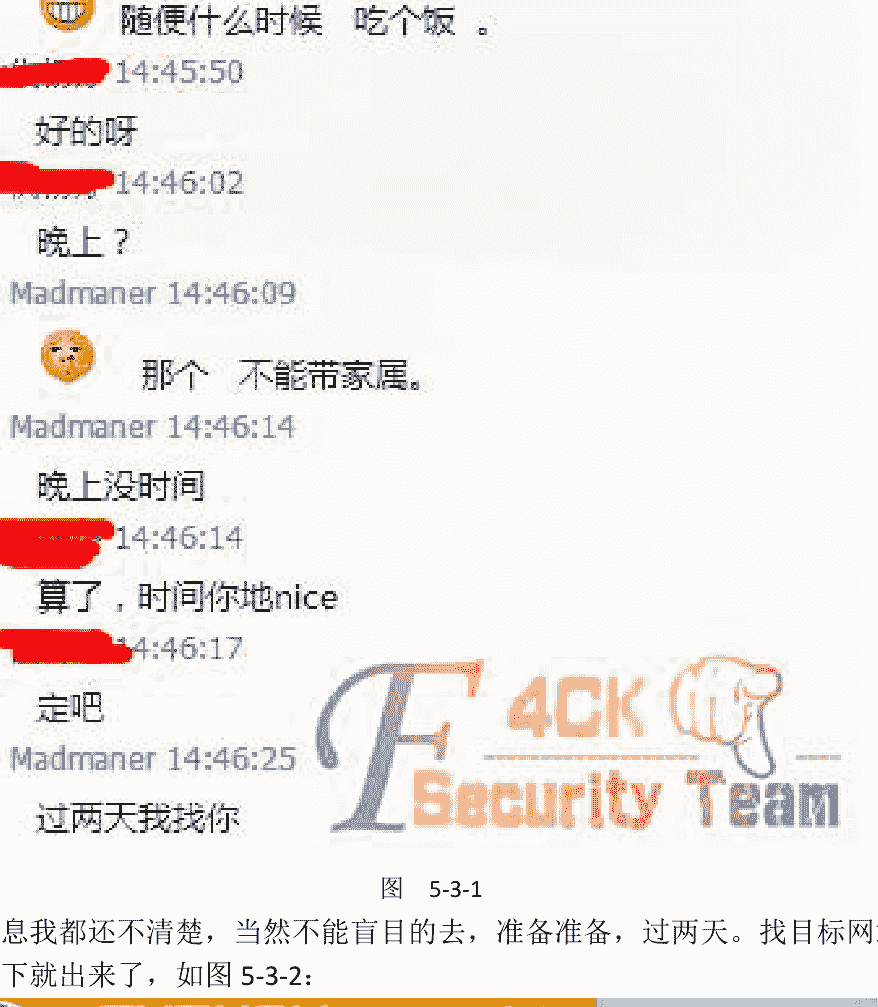 随便什么时候 吃个饭 。
14:45:50
好的呀
14:46:02
晚上？
Madmaner 14:46:09
那个 不能带家属。
Madmaner 14:46:14
晚上没时间
14:46:14
算了，时间你地nice
14:46:17
走吧
Madmaner 14:46:25
过两天我找你
F4CK
Security Team
图 5-3-1
息我都还不清楚，当然不能盲目的去，准备准备，过两天。找目标网
下就出来了，如图 5-3-2：